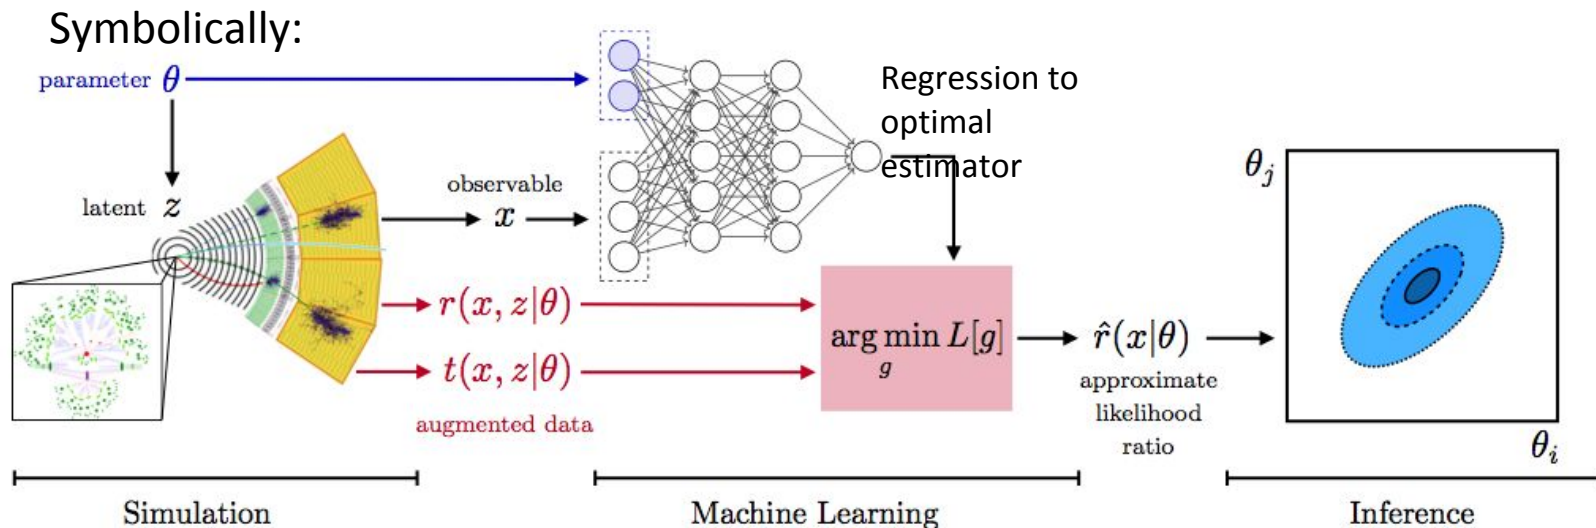 Symbolically:
parameter θ
latent z
observable
x
r(x, z|θ)
t(x, z|θ)
augmented data
Regression to
optimal
estimator
arg min L[g]
g
r̂(x|θ)
approximate
likelihood
ratio
θj
θi
Simulation
Machine Learning
Inference